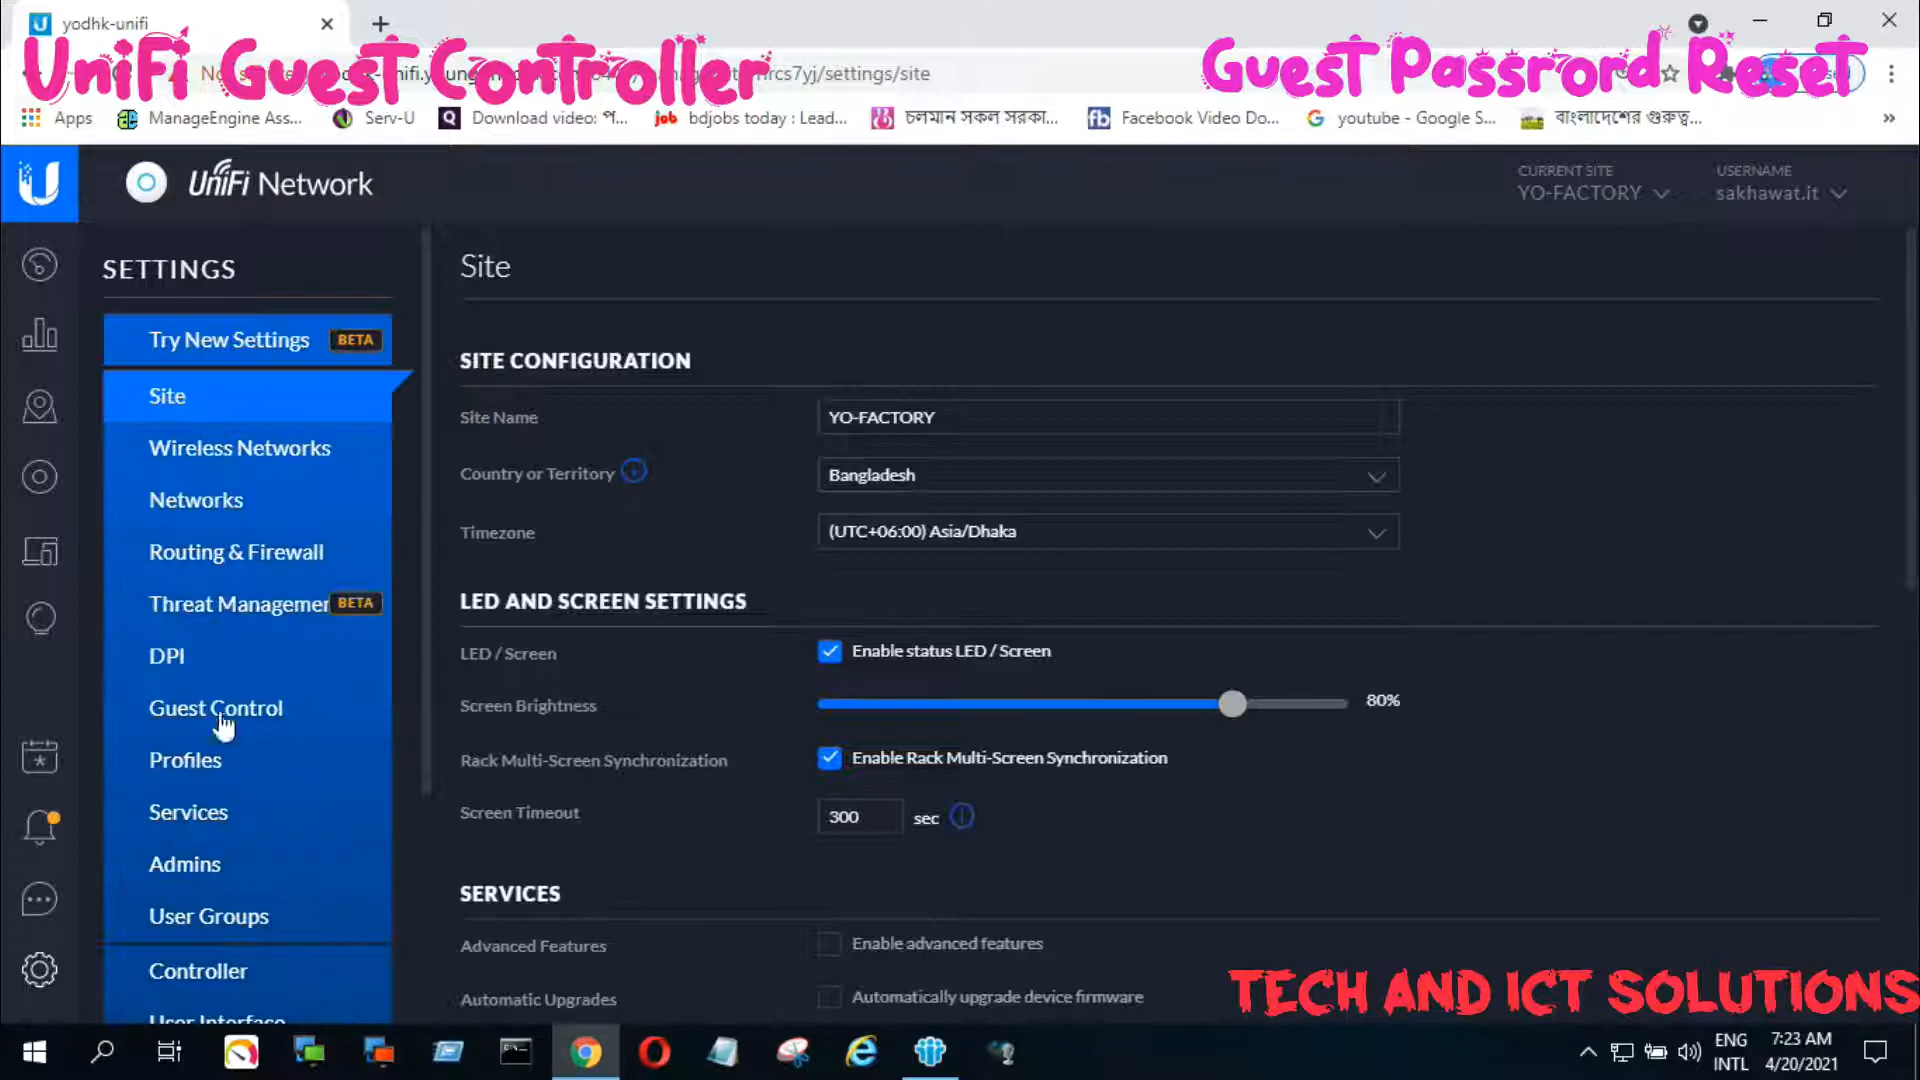 yodhk-unifi
UniFi Guest Controller
Guest Passrord Reset
rcs7yj/settings/site
Apps
ManageEngine Ass...
Serv-U
Download video: প...
bdjobs today : Lead...
চলমান সকল সরকা...
Facebook Video Do...
youtube - Google S...
বাংলাদেশের গুরুত্ব...
»
UniFi Network
CURRENT SITE
YO-FACTORY
USERNAME
sakhawat.it
SETTINGS
Try New Settings BETA
Site
Wireless Networks
Networks
Routing & Firewall
Threat Managemer BETA
DPI
Guest Control
Profiles
Services
Admins
User Groups
Controller
User Interface
Site
SITE CONFIGURATION
Site Name YO-FACTORY
Country or Territory Bangladesh
Timezone (UTC+06:00) Asia/Dhaka
LED AND SCREEN SETTINGS
LED / Screen Enable status LED / Screen
Screen Brightness 80%
Rack Multi-Screen Synchronization Enable Rack Multi-Screen Synchronization
Screen Timeout 300 sec
SERVICES
Advanced Features Enable advanced features
Automatic Upgrades Automatically upgrade device firmware
TECH AND ICT SOLUTIONS
ENG
INTL
7:23 AM
4/20/2021